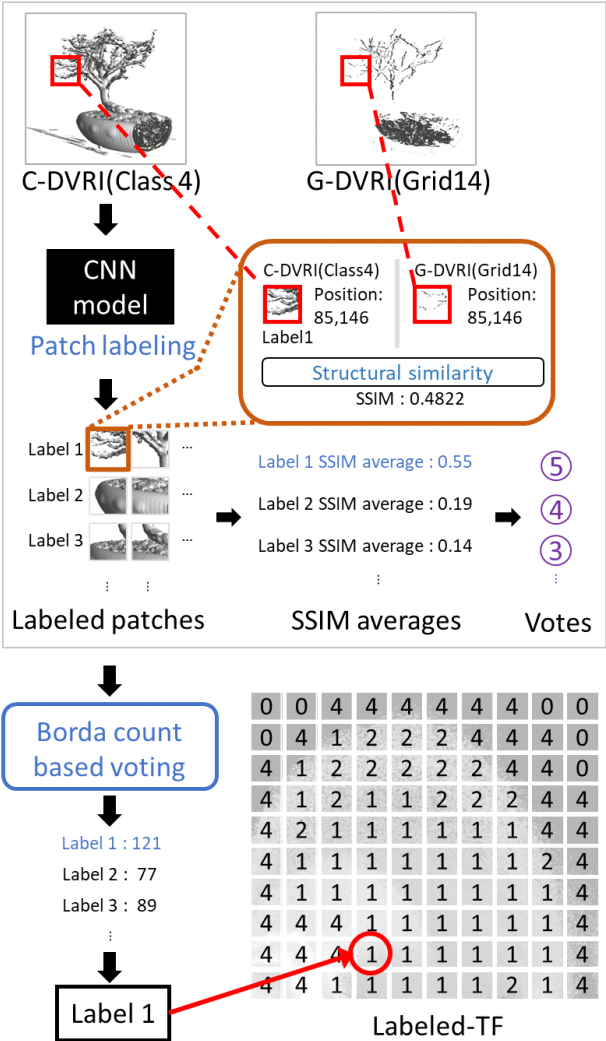 C-DVRI(Class 4)
G-DVRI(Grid14)
CNN
model
Patch labeling
C-DVRI(Class4)
Position:
85,146
Label1
G-DVRI(Grid14)
Position:
85,146
Structural similarity
SSIM : 0.4822
Label 1 ...
Label 2 ...
Label 3 ...
Label 1 SSIM average : 0.55 ⑤
Label 2 SSIM average : 0.19 ④
Label 3 SSIM average : 0.14 ③
Labeled patches
SSIM averages
Votes
Borda count
based voting
Label 1 : 121
Label 2 : 77
Label 3 : 89
Label 1
0 0 4 4 4 4 4 4 0 0
0 4 1 2 2 2 4 4 4 0
4 1 2 2 2 2 2 4 4 0
4 1 2 1 1 2 2 2 4 4
4 2 1 1 1 1 1 1 4 4
4 1 1 1 1 1 1 1 2 4
4 1 1 1 1 1 1 1 1 4
4 4 4 1 1 1 1 1 1 4
4 4 4 1 1 1 1 1 1 4
4 4 1 1 1 1 1 2 1 4
Labeled-TF